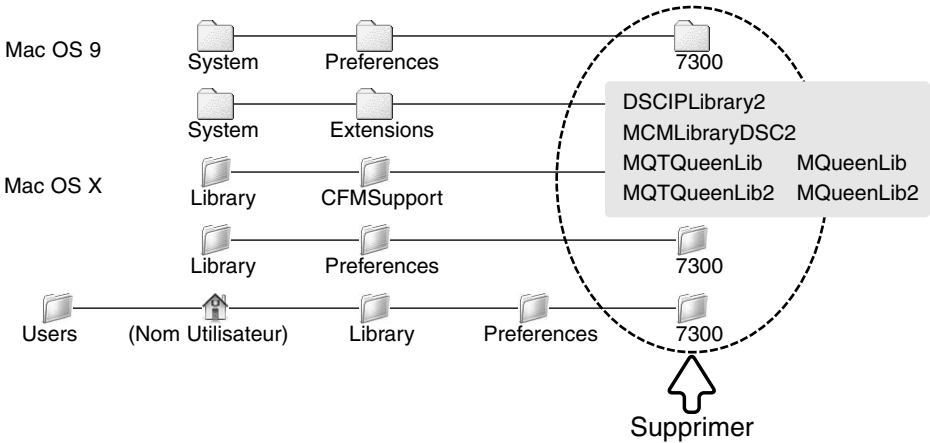 Mac OS 9
System Preferences 7300
System Extensions
DSCIPLibrary2
MCMLibraryDSC2
MQTQueenLib MQueenLib
MQTQueenLib2 MQueenLib2
Mac OS X
Library CFMSupport
Library Preferences 7300
Users (Nom Utilisateur) Library Preferences 7300
Supprimer